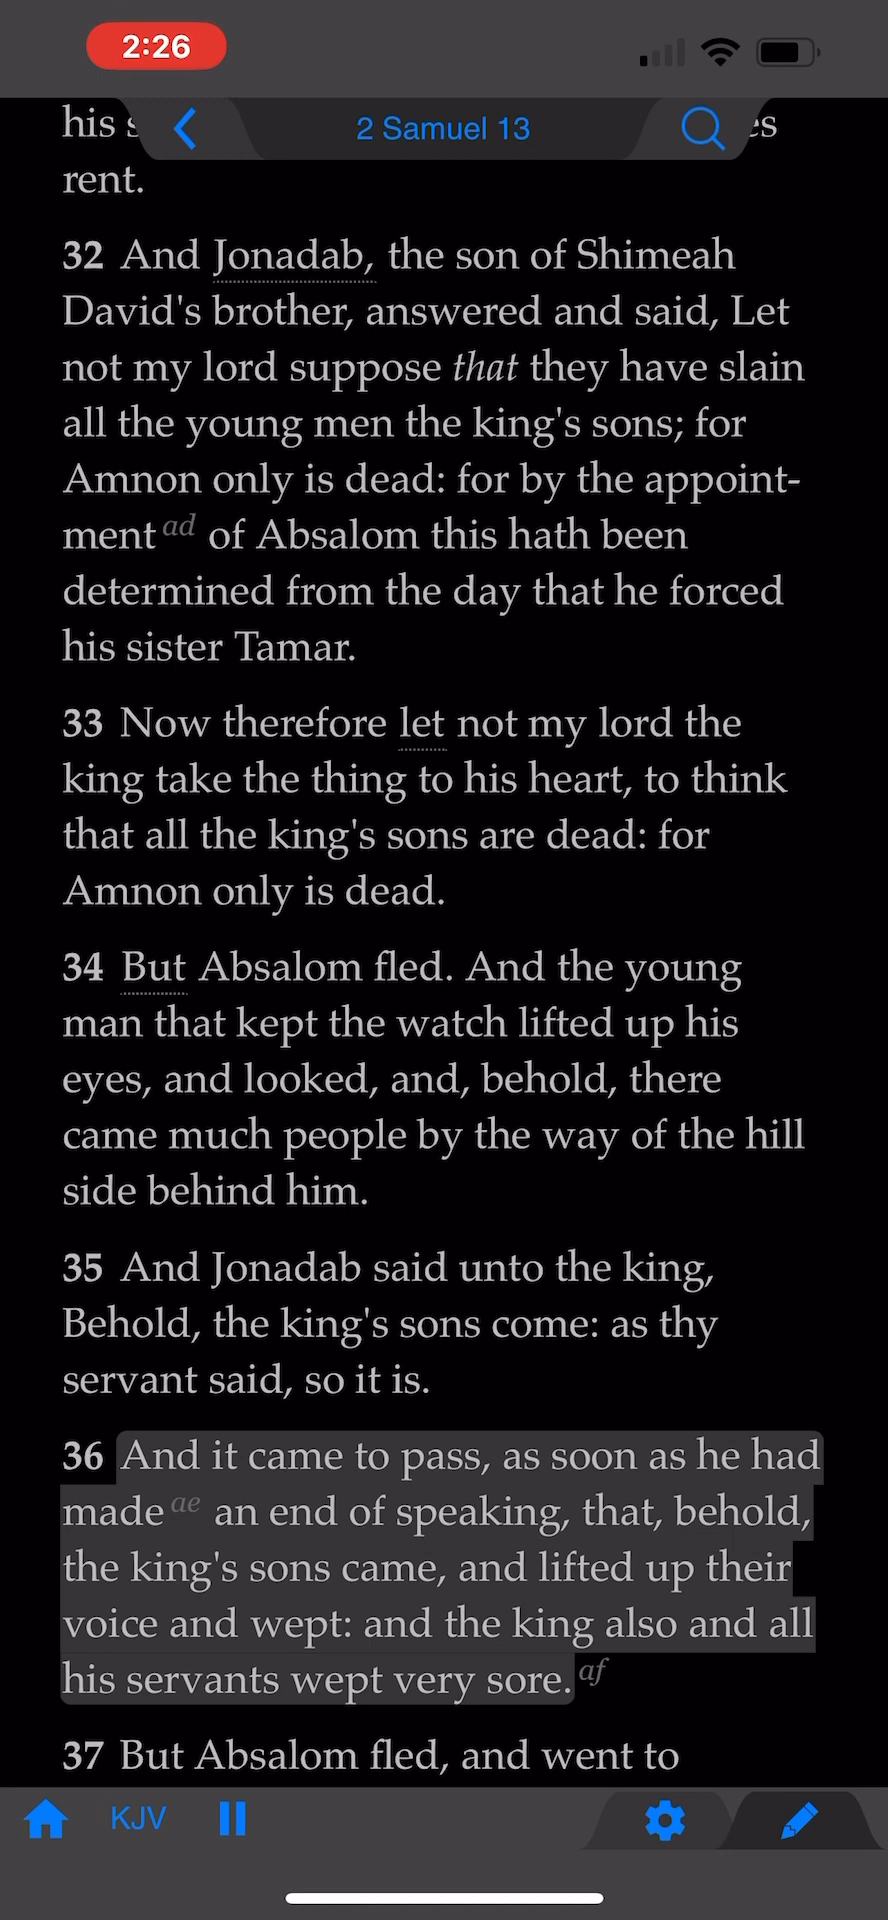 2:26
his s
2 Samuel 13
es
rent.
32 And Jonadab, the son of Shimeah
David's brother, answered and said, Let
not my lord suppose that they have slain
all the young men the king's sons; for
Amnon only is dead: for by the appoint-
ment ad of Absalom this hath been
determined from the day that he forced
his sister Tamar.
33 Now therefore let not my lord the
king take the thing to his heart, to think
that all the king's sons are dead: for
Amnon only is dead.
34 But Absalom fled. And the young
man that kept the watch lifted up his
eyes, and looked, and, behold, there
came much people by the way of the hill
side behind him.
35 And Jonadab said unto the king,
Behold, the king's sons come: as thy
servant said, so it is.
36 And it came to pass, as soon as he had
made ae an end of speaking, that, behold,
the king's sons came, and lifted up their
voice and wept: and the king also and all
his servants wept very sore. af
37 But Absalom fled, and went to
KJV